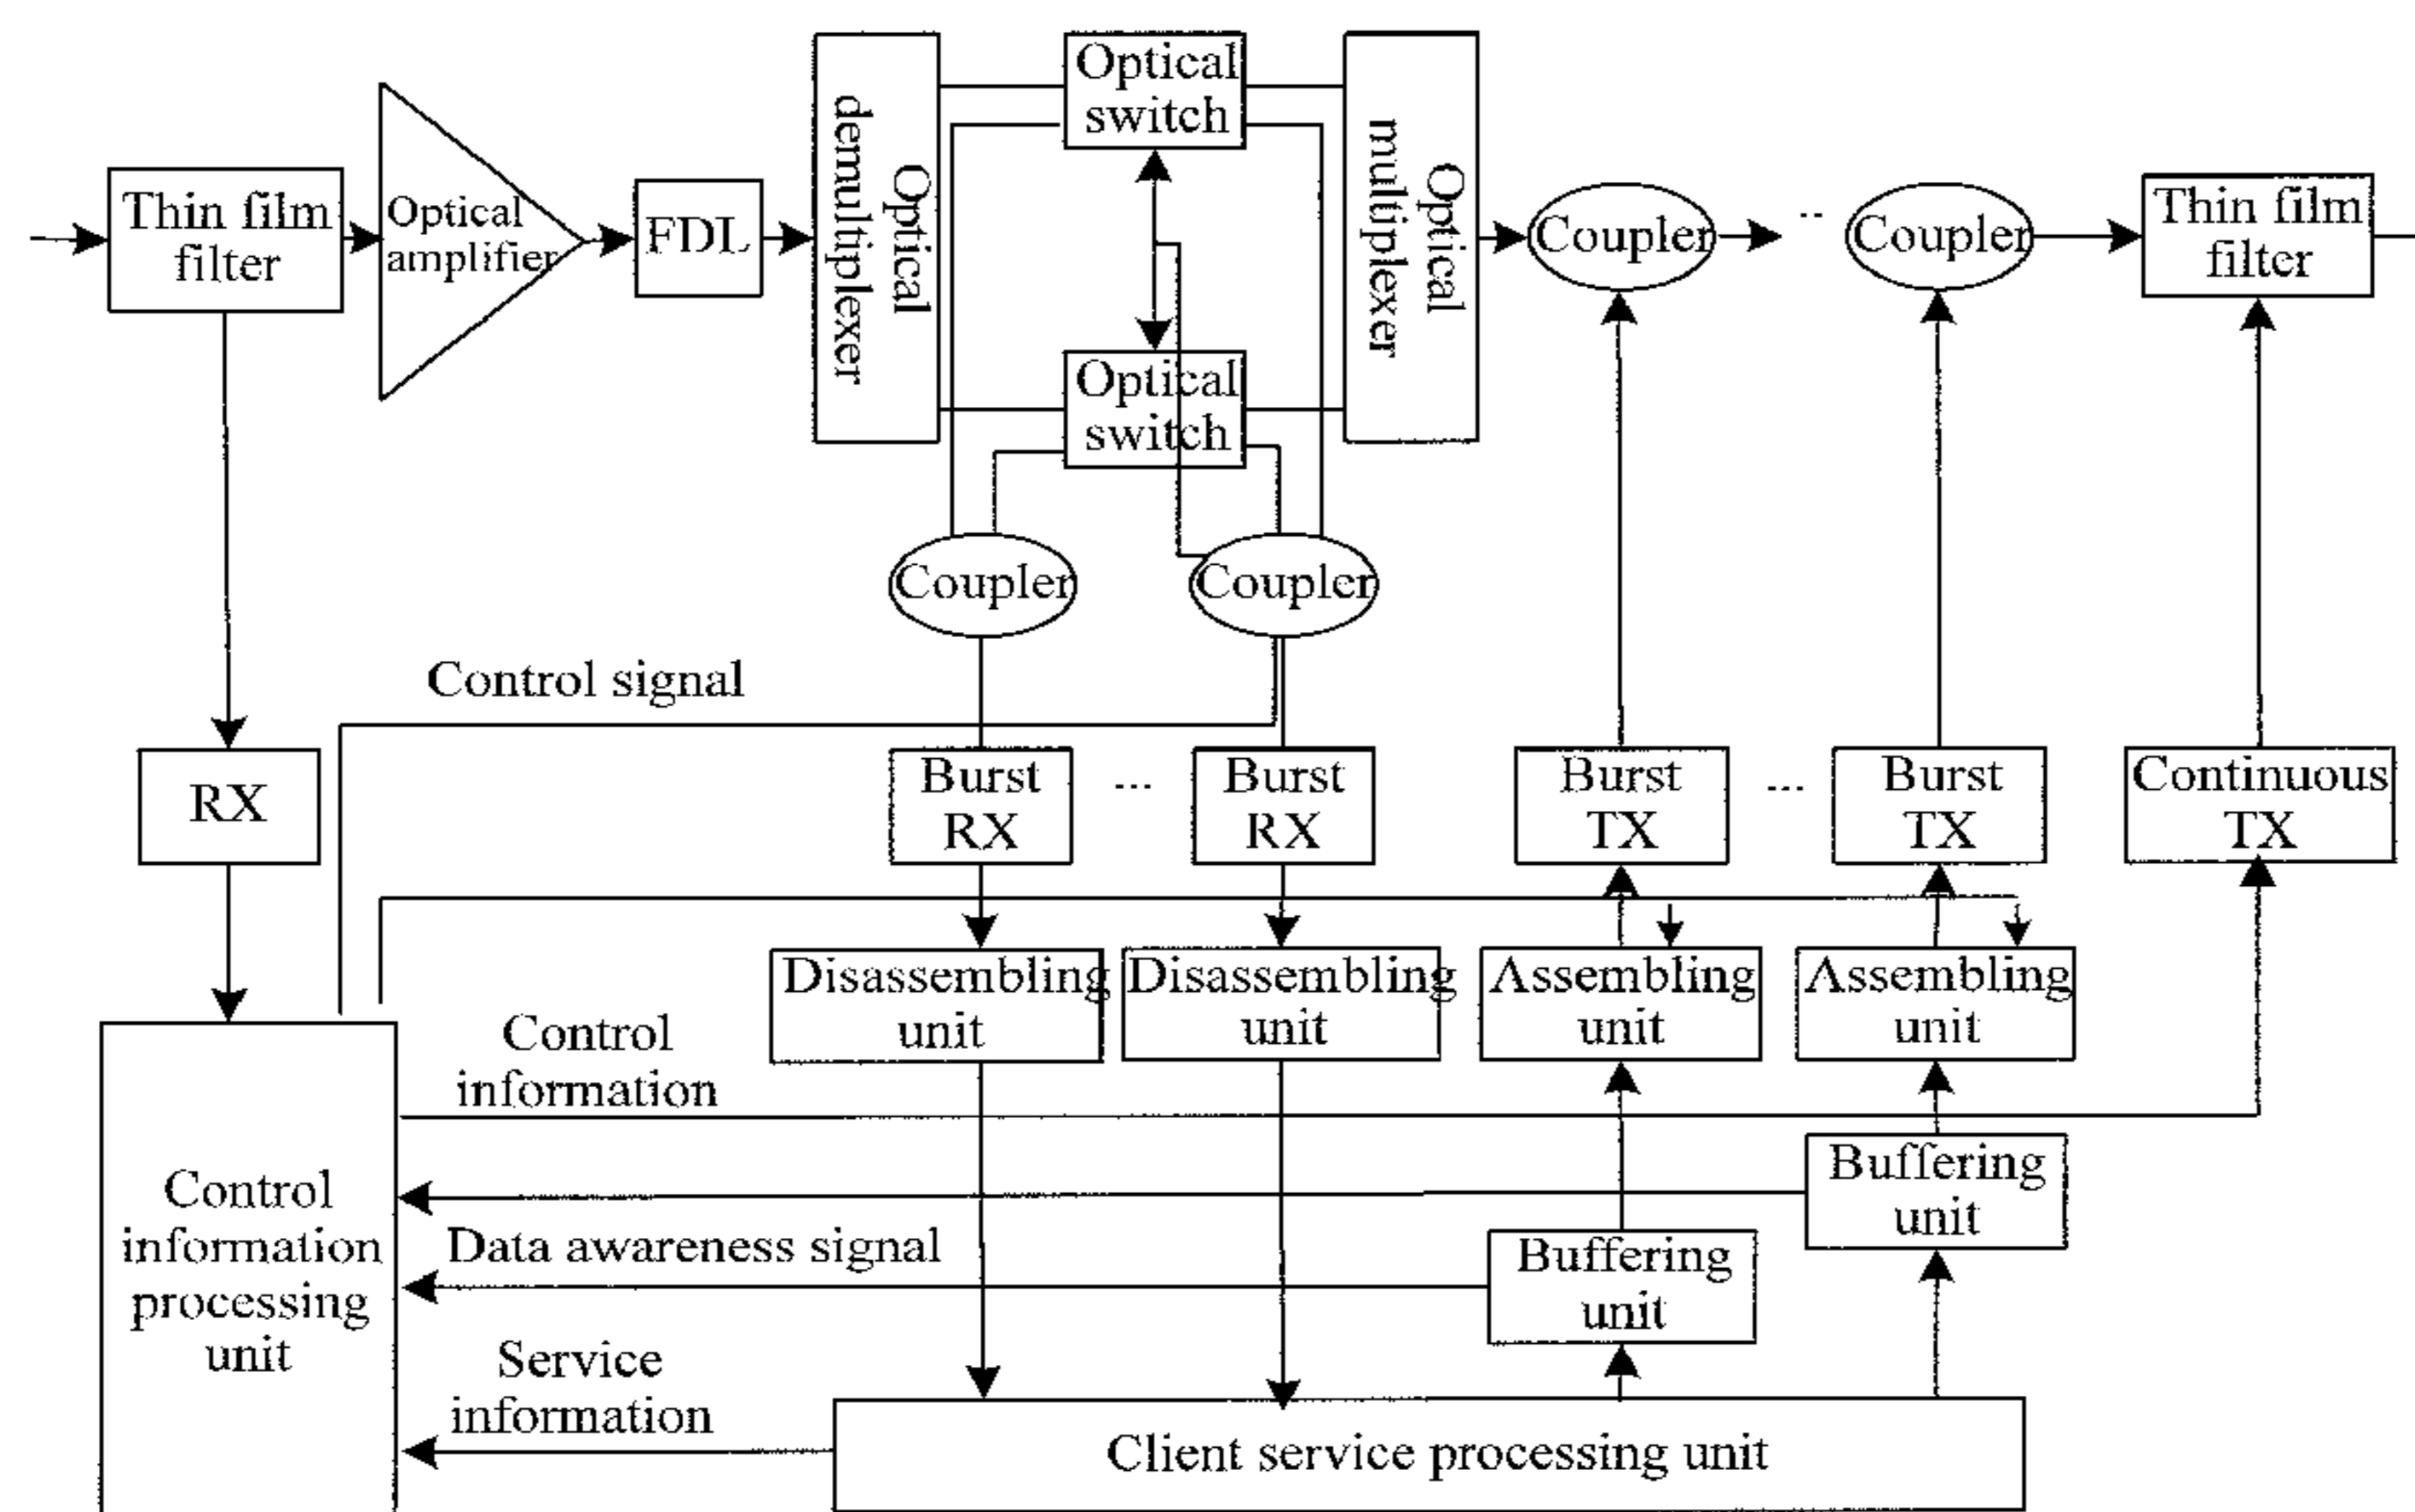 Optical
switch
Optical
demultiplexer
Optical
multiplexer
Thin film
filter
Optical
amplifier
FDL
Coupler
..
Coupler
Thin film
filter
Optical
switch
Coupler
Coupler
Control signal
RX
Burst
RX
...
Burst
RX
Burst
TX
...
Burst
TX
Continuous
TX
Disassembling
unit
Disassembling
unit
Assembling
unit
Assembling
unit
Control
information
Control
information
processing
unit
Buffering
unit
Data awareness signal
Buffering
unit
Service
information
Client service processing unit